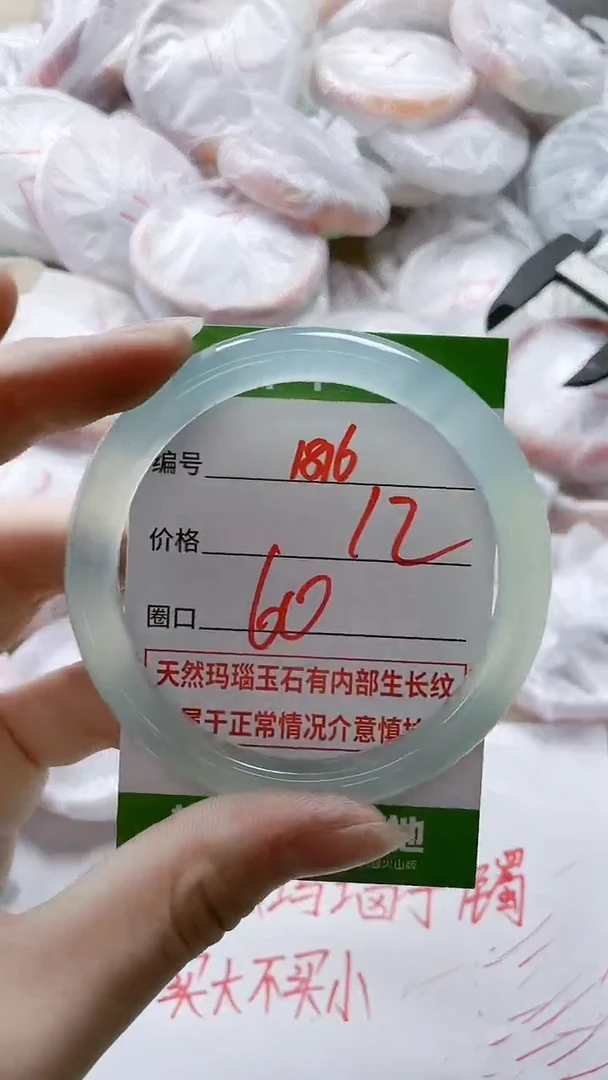 编号 1816
价格 12
圈口 60
天然玛瑙玉石有内部生长纹
属于正常情况介意慎拍
地
玛瑙手镯
买大不买小